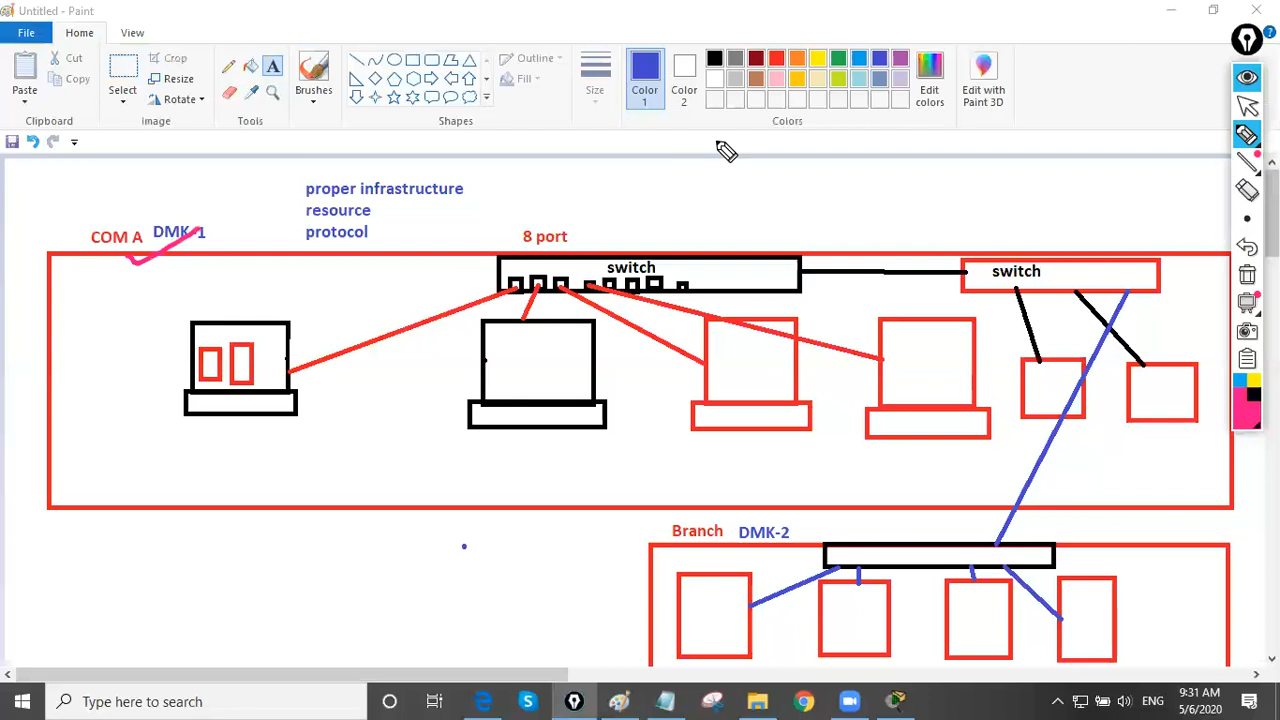 Untitled - Paint
File
Home
View
Paste
Cut
Copy
Clipboard
Select
Crop
Resize
Rotate
Image
Tools
Brushes
Shapes
Outline
Fill
Size
Color 1
Color 2
Edit colors
Edit with Paint 3D
Colors
proper infrastructure
resource
protocol
COM A
DMK-1
8 port
switch
switch
Branch
DMK-2
Type here to search
ENG
9:31 AM
5/6/2020